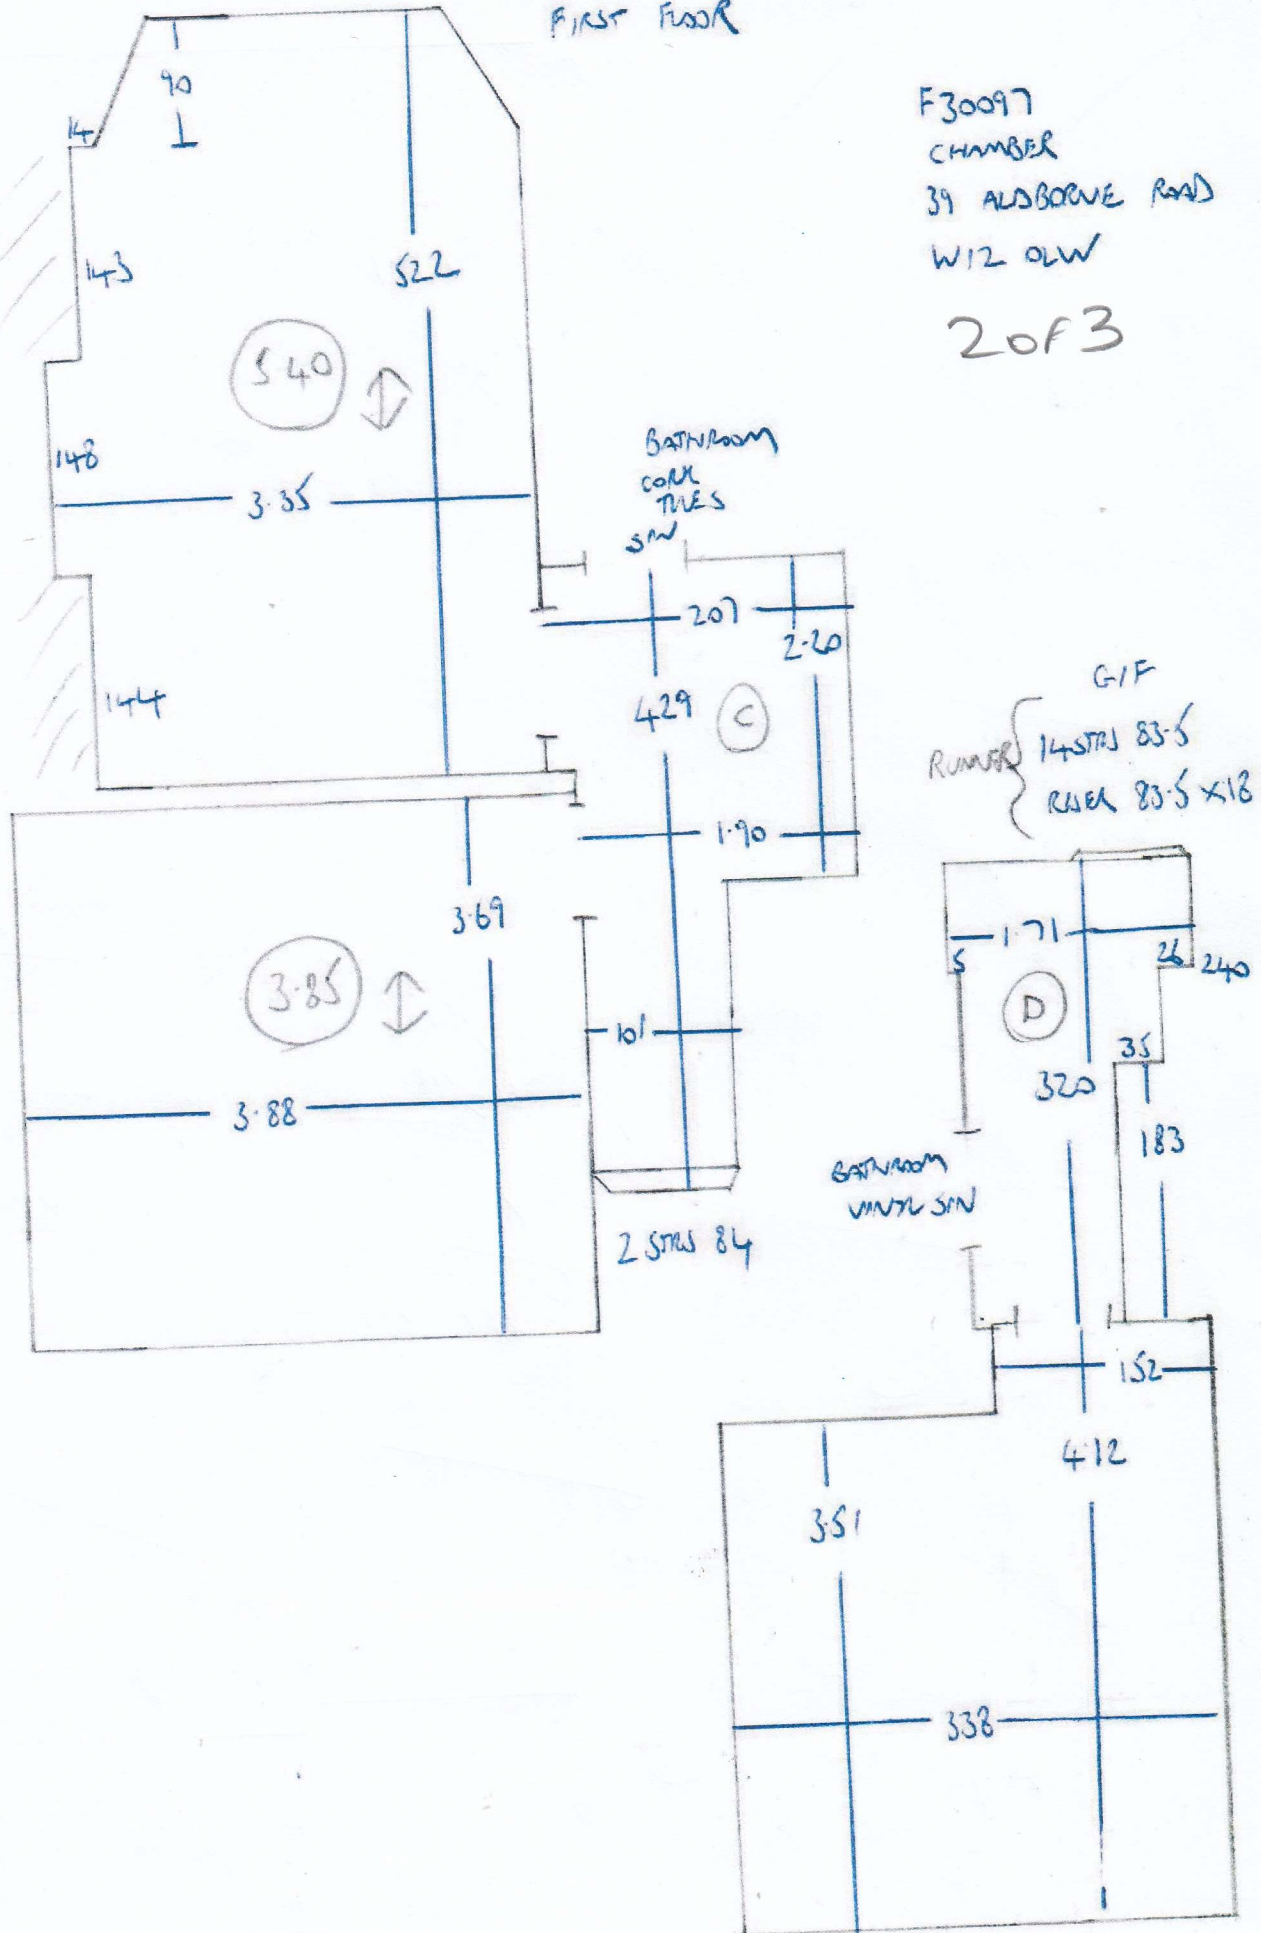 FIRST FLOOR
F30097
CHAMBER
39 ALDBORNE ROAD
W12 0LW
2 OF 3
90
14
143
522
5.40
148
3.35
BATHROOM
CORK
TILES
S/N
207
2.20
144
429
C
G/F
RUNNER
14 STRS 83.5
RISER 83.5 x 18
1.90
3.69
3.85
101
3.88
2 STRS 84
1.71
5
26
240
D
35
320
183
BATHROOM
VINYL S/N
152
4.12
3.51
338